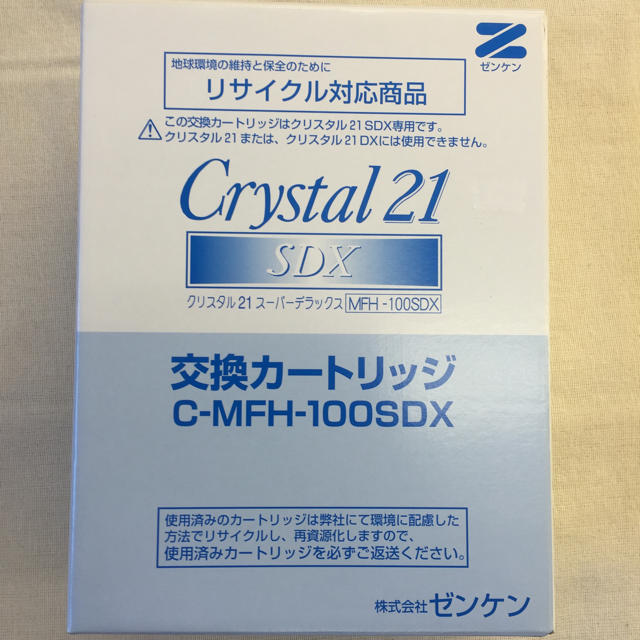 ゼンケン
地球環境の維持と保全のために
リサイクル対応商品
この交換カートリッジはクリスタル21SDX専用です。
クリスタル21または、クリスタル21DXには使用できません。
Crystal 21
SDX
クリスタル21スーパーデラックス MFH-100SDX
交換カートリッジ
C-MFH-100SDX
使用済みのカートリッジは弊社にて環境に配慮した
方法でリサイクルし、再資源化しますので、
使用済みカートリッジを必ずご返送ください。
株式会社ゼンケン